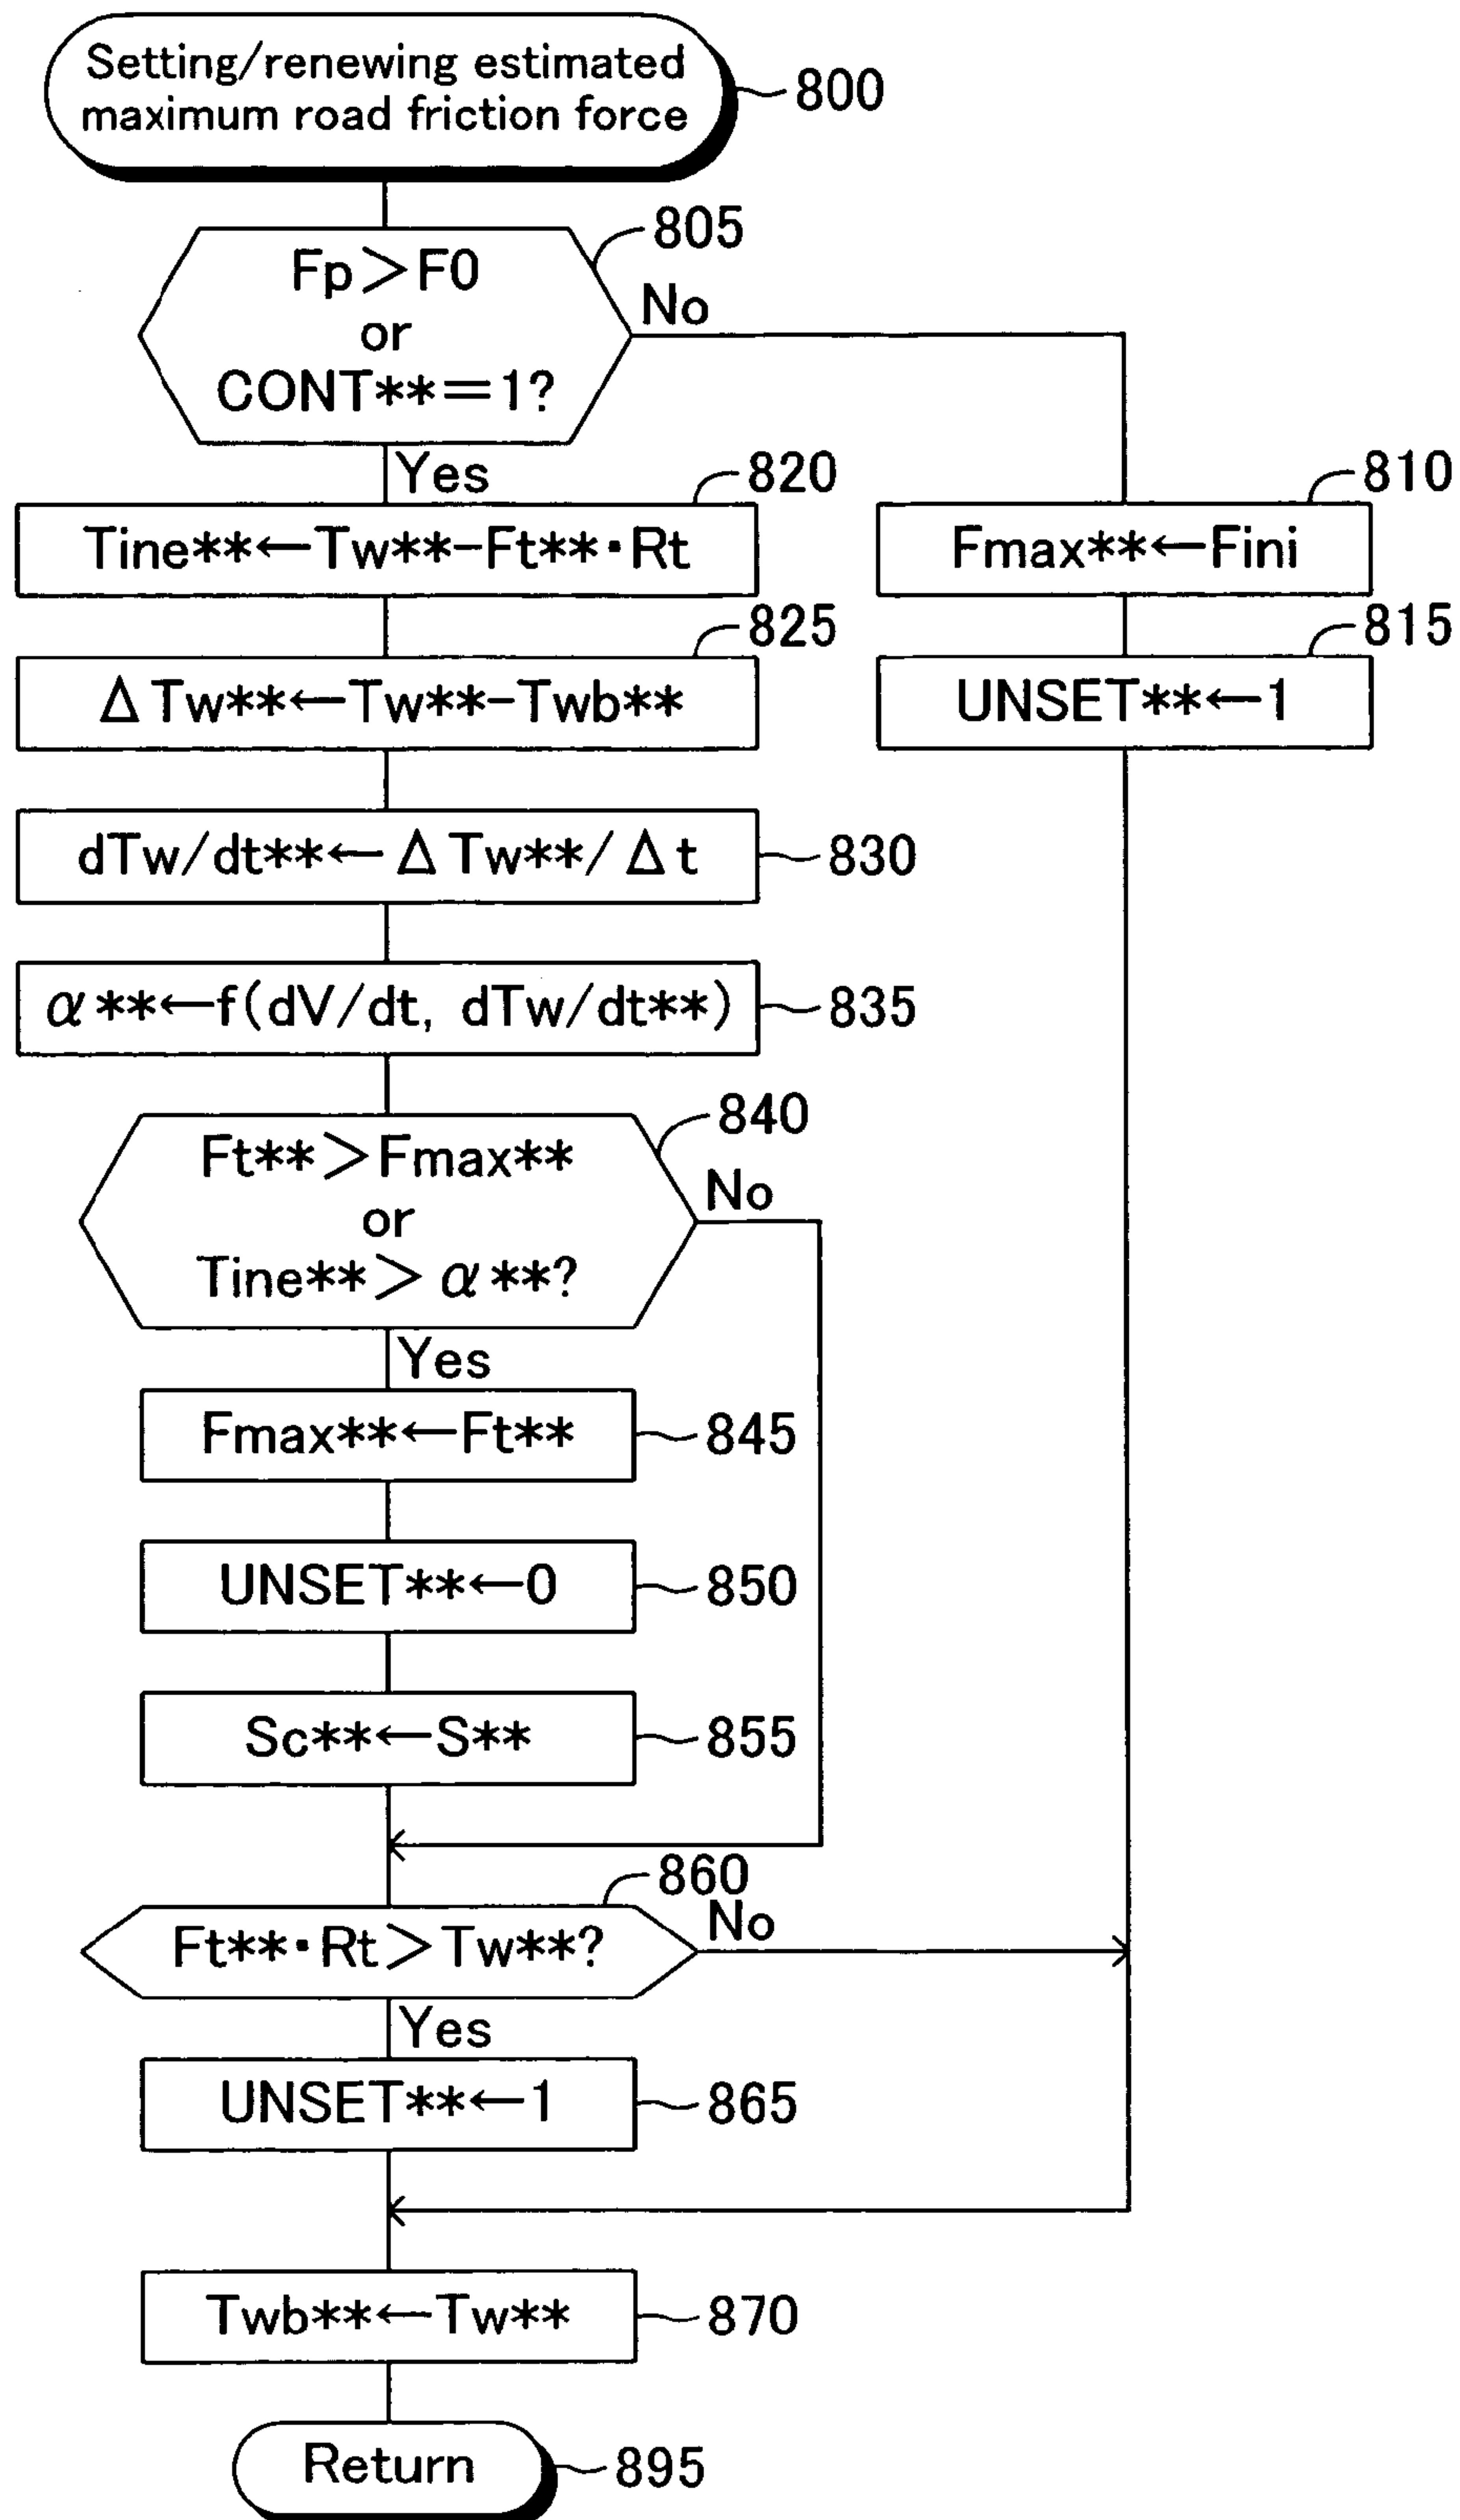 Setting/renewing estimated
maximum road friction force
800
805
Fp>F0
or
CONT**=1?
No
Yes
820
Tine**←Tw**-Ft**·Rt
810
Fmax**←Fini
825
ΔTw**←Tw**-Twb**
815
UNSET**←1
dTw/dt**←ΔTw**/Δt
830
α**←f(dV/dt, dTw/dt**)
835
840
Ft**>Fmax**
or
Tine**>α**?
No
Yes
Fmax**←Ft**
845
UNSET**←0
850
Sc**←S**
855
860
Ft**·Rt>Tw**?
No
Yes
UNSET**←1
865
Twb**←Tw**
870
Return
895